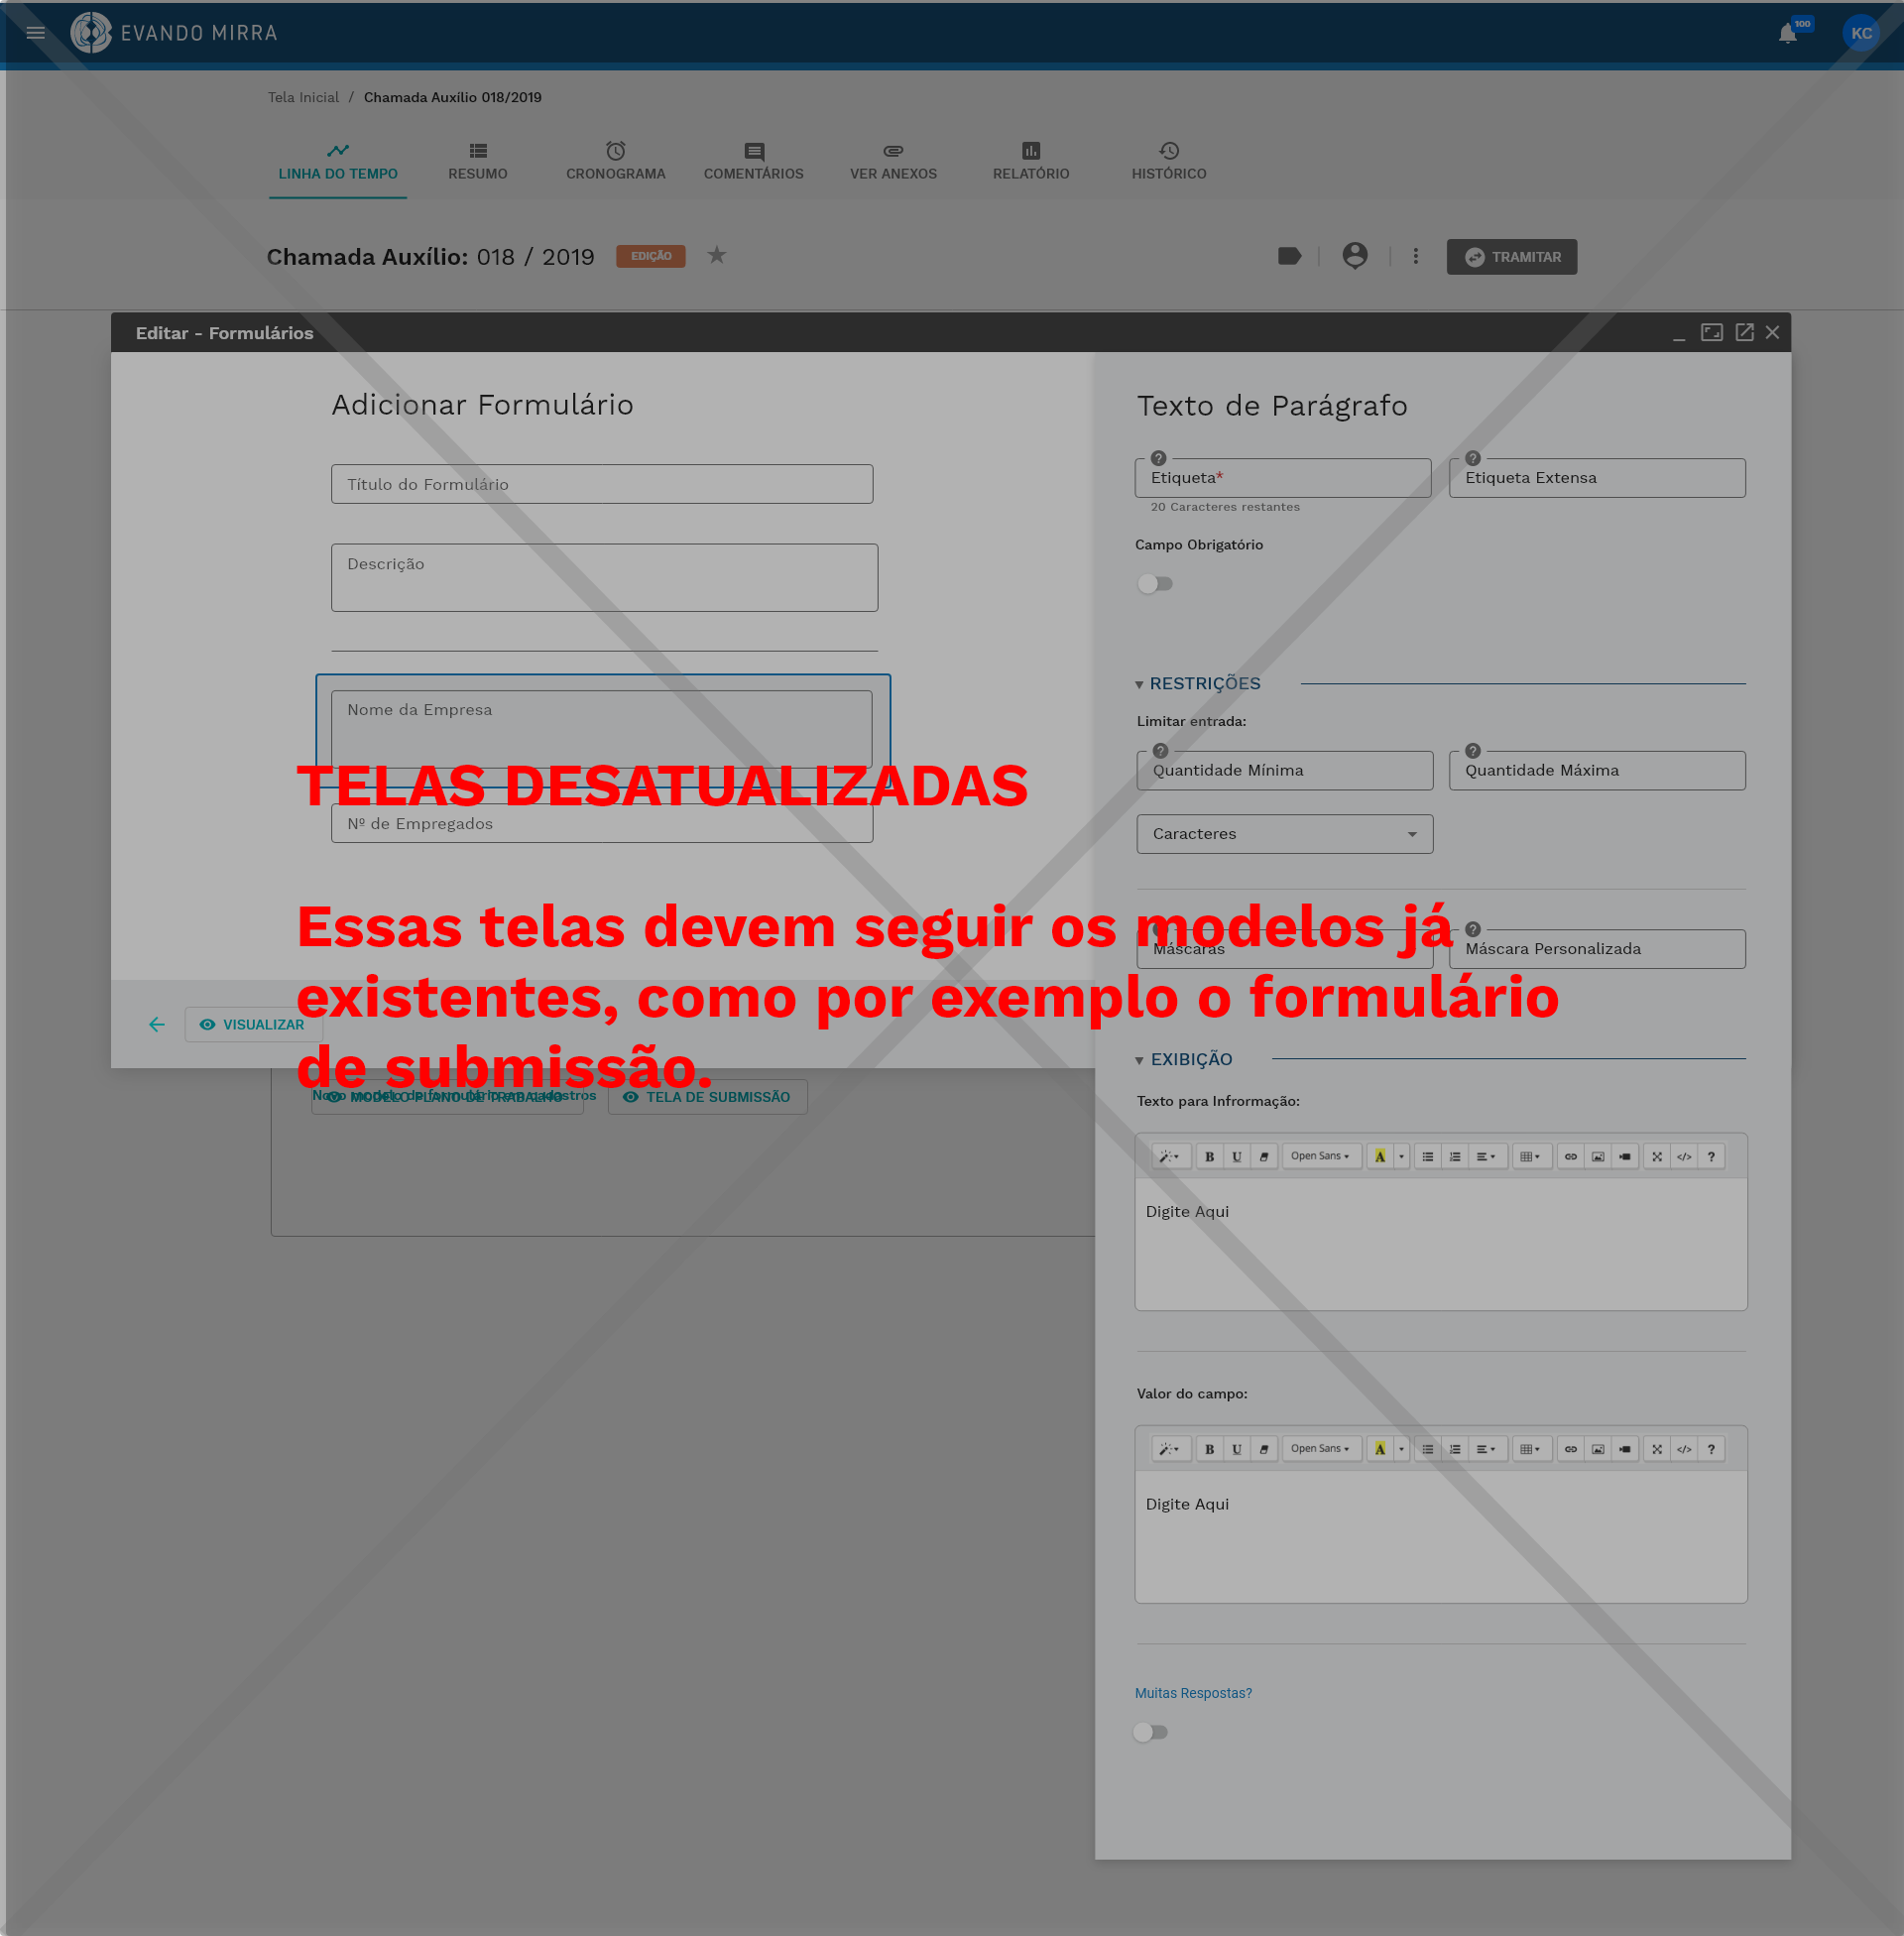 EVANDO MIRRA
100
KC
Tela Inicial / Chamada Auxílio 018/2019
LINHA DO TEMPO
RESUMO
CRONOGRAMA
COMENTÁRIOS
VER ANEXOS
RELATÓRIO
HISTÓRICO
Chamada Auxílio: 018 / 2019
EDIÇÃO
TRAMITAR
Editar - Formulários
Adicionar Formulário
Título do Formulário
Descrição
Nome da Empresa
Nº de Empregados
TELAS DESATUALIZADAS
Essas telas devem seguir os modelos já
existentes, como por exemplo o formulário
de submissão.
VISUALIZAR
Novo modelo de formulário em cadastros
MODELO PLANO DE TRABALHO
TELA DE SUBMISSÃO
Texto de Parágrafo
?
Etiqueta*
?
Etiqueta Extensa
20 Caracteres restantes
Campo Obrigatório
RESTRIÇÕES
Limitar entrada:
?
Quantidade Mínima
?
Quantidade Máxima
Caracteres
Máscaras
?
Máscara Personalizada
EXIBIÇÃO
Texto para Infrormação:
B U Open Sans A </> ?
Digite Aqui
Valor do campo:
B U Open Sans A </> ?
Digite Aqui
Muitas Respostas?